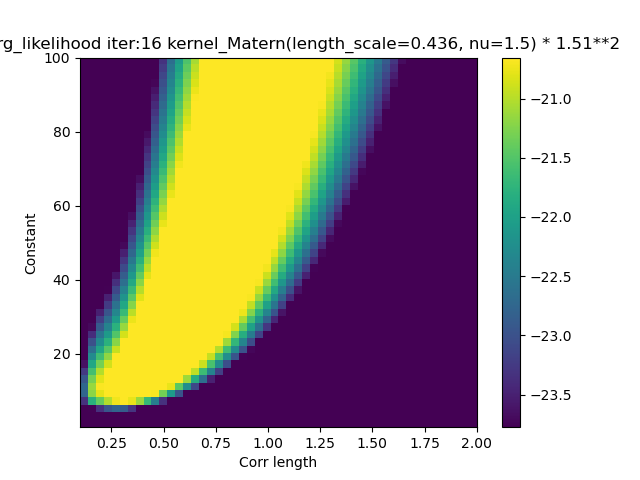 rg_likelihood iter:16 kernel_Matern(length_scale=0.436, nu=1.5) * 1.51**2
100
80
60
40
20
Constant
0.25 0.50 0.75 1.00 1.25 1.50 1.75 2.00
Corr length
−21.0
−21.5
−22.0
−22.5
−23.0
−23.5